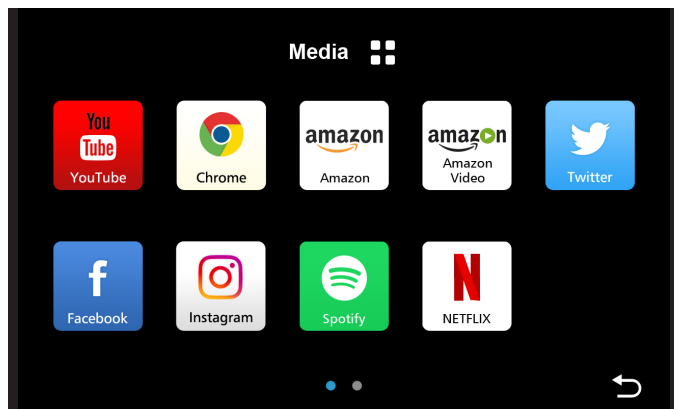 Media
You
Tube
YouTube
Chrome
amazon
Amazon
amazon
Amazon
Video
Twitter
f
Facebook
Instagram
Spotify
N
NETFLIX